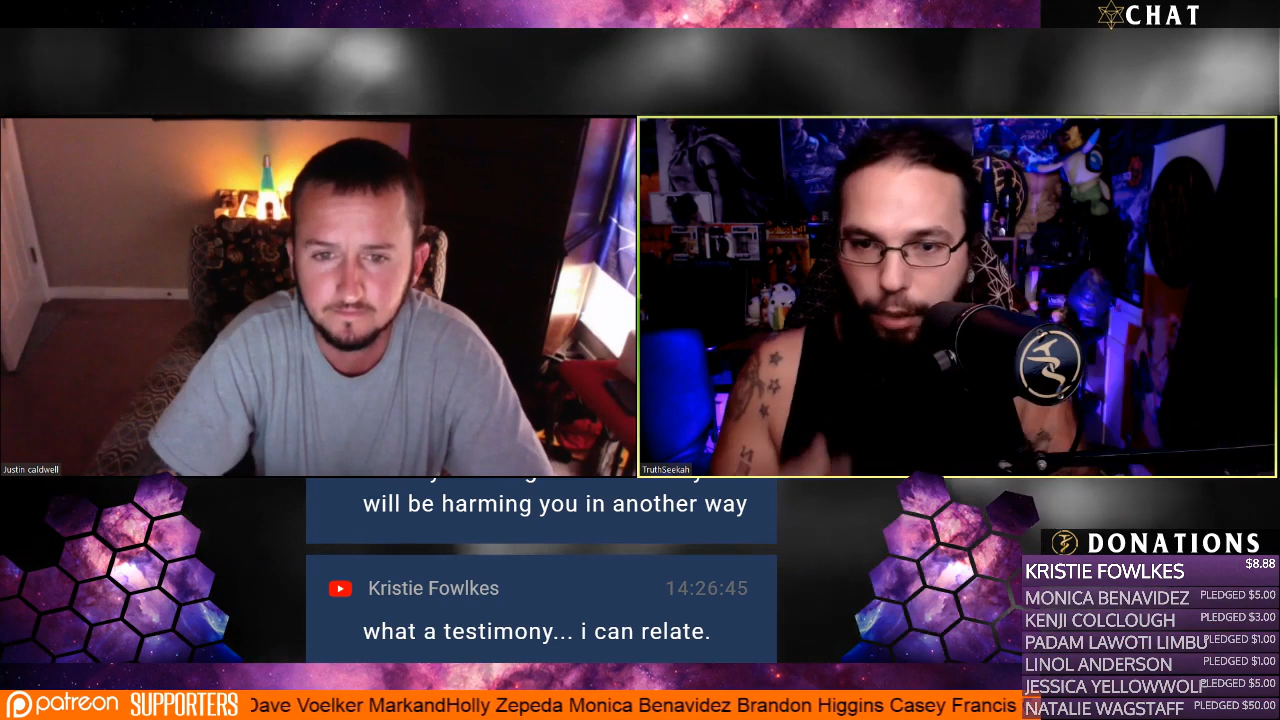 CHAT
Justin caldwell
TruthSeekah
will be harming you in another way
Kristie Fowlkes 14:26:45
what a testimony... i can relate.
DONATIONS
KRISTIE FOWLKES $8.88
MONICA BENAVIDEZ PLEDGED $5.00
KENJI COLCLOUGH PLEDGED $3.00
PADAM LAWOTI LIMBU PLEDGED $1.00
LINOL ANDERSON PLEDGED $1.00
JESSICA YELLOWWOLF PLEDGED $5.00
NATALIE WAGSTAFF PLEDGED $50.00
patreon SUPPORTERS Dave Voelker MarkandHolly Zepeda Monica Benavidez Brandon Higgins Casey Francis